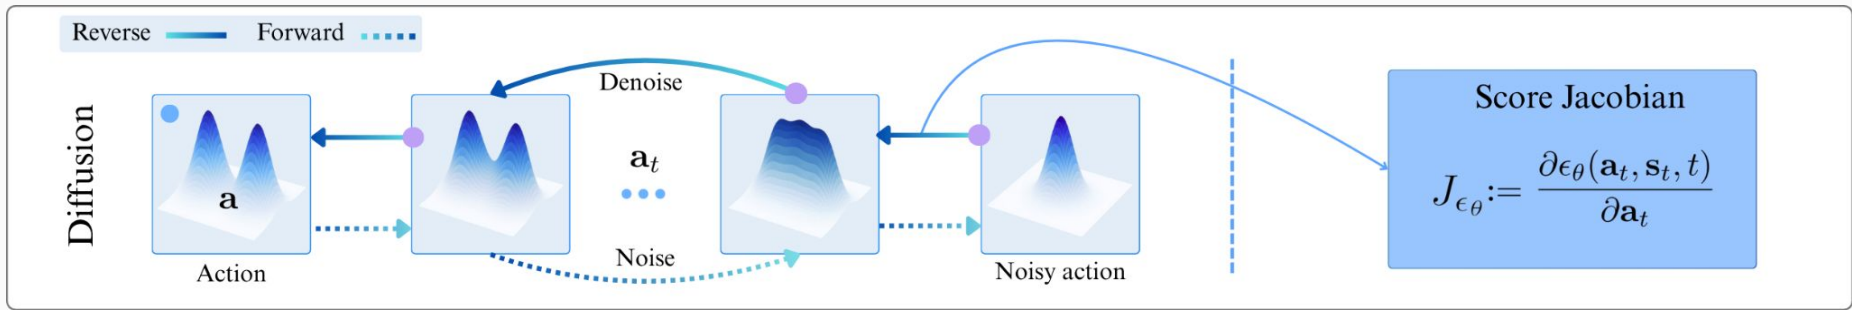 Reverse
Forward
Diffusion
Denoise
a
a_t
Noise
Action
Noisy action
Score Jacobian
J_{ϵ_θ} := ∂ϵ_θ(a_t, s_t, t) / ∂a_t